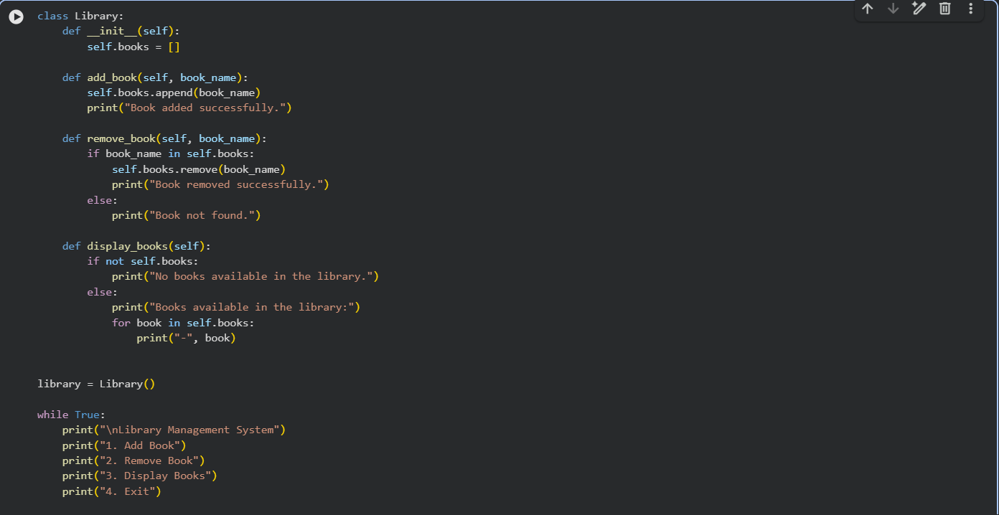 class Library:
    def __init__(self):
        self.books = []

    def add_book(self, book_name):
        self.books.append(book_name)
        print("Book added successfully.")

    def remove_book(self, book_name):
        if book_name in self.books:
            self.books.remove(book_name)
            print("Book removed successfully.")
        else:
            print("Book not found.")

    def display_books(self):
        if not self.books:
            print("No books available in the library.")
        else:
            print("Books available in the library:")
            for book in self.books:
                print("-", book)


library = Library()

while True:
    print("\nLibrary Management System")
    print("1. Add Book")
    print("2. Remove Book")
    print("3. Display Books")
    print("4. Exit")